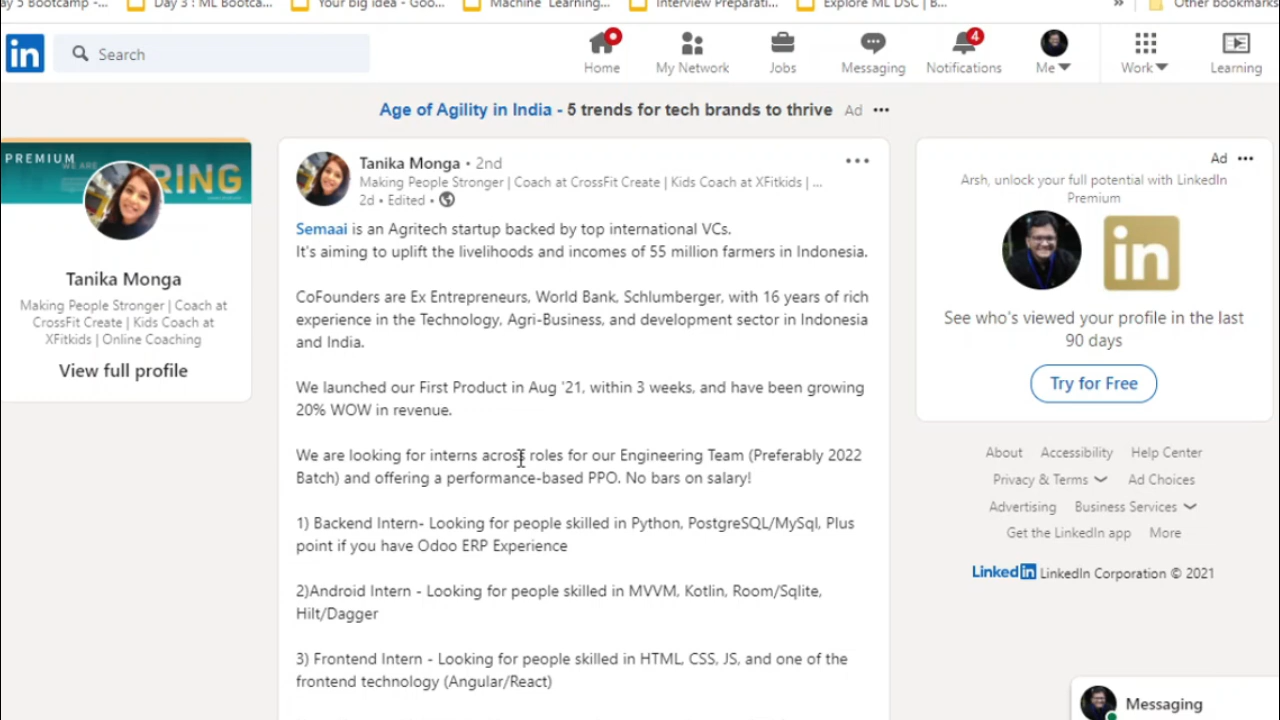 Day 3 : ML Bootca...
Your big idea - Goo...
Machine Learning...
Interview Preparati...
Explore ML DSC | B...
»
Other bookmarks
in
Search
4
Home
My Network
Jobs
Messaging
Notifications
Me
Work
Learning
Age of Agility in India - 5 trends for tech brands to thrive Ad •••
PREMIUM
WE ARE
RING
Tanika Monga
Making People Stronger | Coach at
CrossFit Create | Kids Coach at
XFitkids | Online Coaching
View full profile
Tanika Monga • 2nd
Making People Stronger | Coach at CrossFit Create | Kids Coach at XFitkids | ...
2d • Edited •
Semaai is an Agritech startup backed by top international VCs.
It's aiming to uplift the livelihoods and incomes of 55 million farmers in Indonesia.
CoFounders are Ex Entrepreneurs, World Bank, Schlumberger, with 16 years of rich
experience in the Technology, Agri-Business, and development sector in Indonesia
and India.
We launched our First Product in Aug '21, within 3 weeks, and have been growing
20% WOW in revenue.
We are looking for interns across roles for our Engineering Team (Preferably 2022
Batch) and offering a performance-based PPO. No bars on salary!
1) Backend Intern- Looking for people skilled in Python, PostgreSQL/MySql, Plus
point if you have Odoo ERP Experience
2)Android Intern - Looking for people skilled in MVVM, Kotlin, Room/Sqlite,
Hilt/Dagger
3) Frontend Intern - Looking for people skilled in HTML, CSS, JS, and one of the
frontend technology (Angular/React)
Ad •••
Arsh, unlock your full potential with LinkedIn
Premium
in
See who's viewed your profile in the last
90 days
Try for Free
About Accessibility Help Center
Privacy & Terms Ad Choices
Advertising Business Services
Get the LinkedIn app More
Linked in LinkedIn Corporation © 2021
Messaging